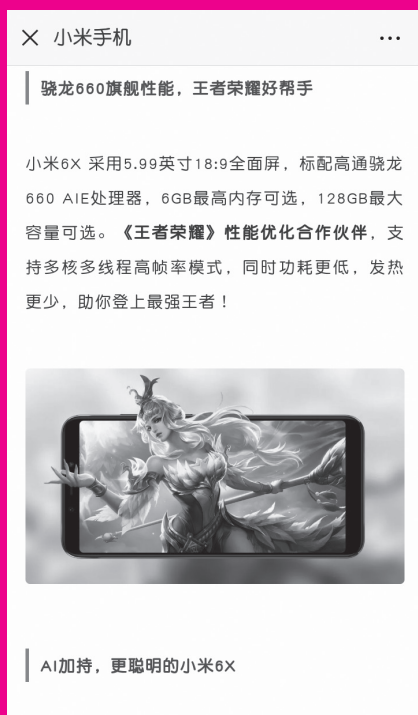 小米手机
骁龙660旗舰性能，王者荣耀好帮手
小米6X 采用5.99英寸18:9全面屏，标配高通骁龙
660 AIE处理器，6GB最高内存可选，128GB最大
容量可选。《王者荣耀》性能优化合作伙伴，支
持多核多线程高帧率模式，同时功耗更低，发热
更少，助你登上最强王者！
AI加持，更聪明的小米6X